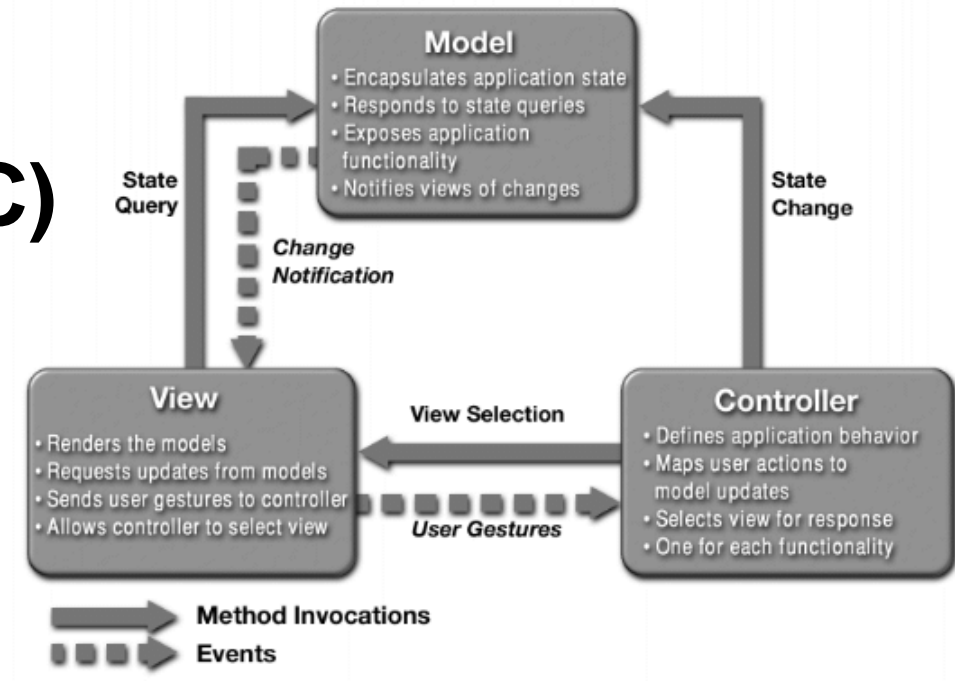 Model
• Encapsulates application state
• Responds to state queries
• Exposes application
functionality
• Notifies views of changes
C)
State
Query
Change
Notification
State
Change
View
• Renders the models
• Requests updates from models
• Sends user gestures to controller
• Allows controller to select view
View Selection
User Gestures
Controller
• Defines application behavior
• Maps user actions to
model updates
• Selects view for response
• One for each functionality
Method Invocations
Events